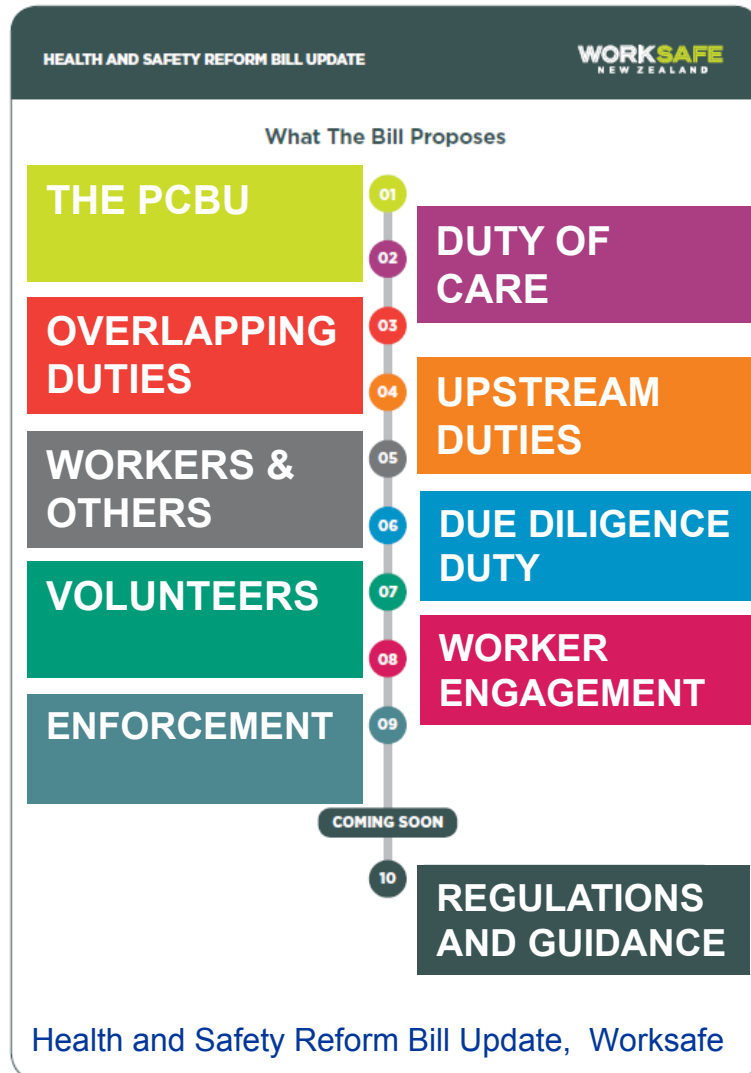 HEALTH AND SAFETY REFORM BILL UPDATE
WORKSAFE
NEW ZEALAND
What The Bill Proposes
01
THE PCBU
02
DUTY OF
CARE
03
OVERLAPPING
DUTIES
04
UPSTREAM
DUTIES
05
WORKERS &
OTHERS
06
DUE DILIGENCE
DUTY
07
VOLUNTEERS
08
WORKER
ENGAGEMENT
09
ENFORCEMENT
COMING SOON
10
REGULATIONS
AND GUIDANCE
Health and Safety Reform Bill Update, Worksafe